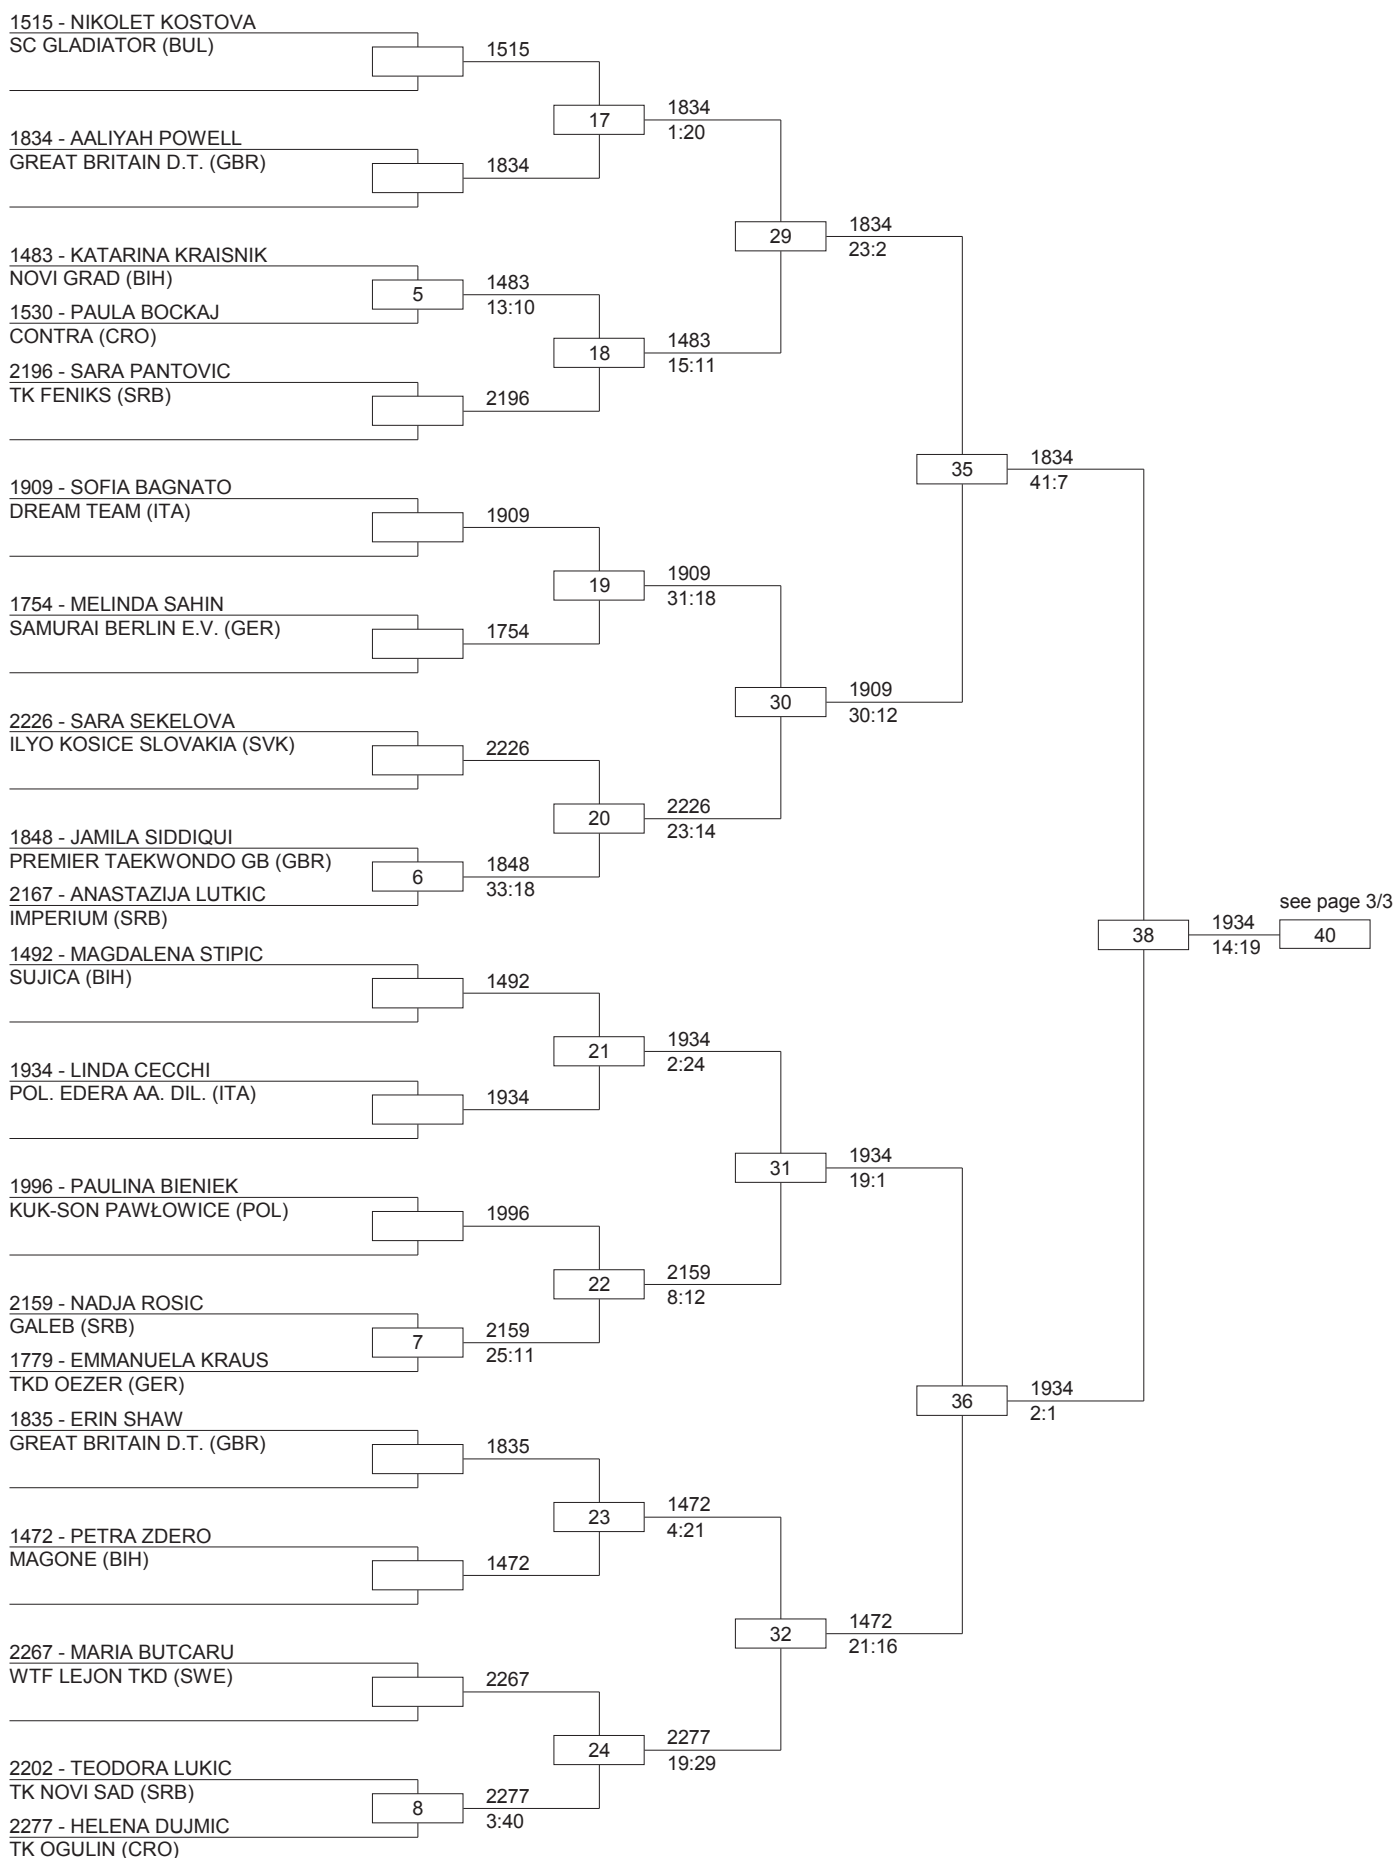 1515 - NIKOLET KOSTOVA
SC GLADIATOR (BUL)
1515
17
1834
1:20
1834 - AALIYAH POWELL
GREAT BRITAIN D.T. (GBR)
1834
29
1834
23:2
1483 - KATARINA KRAISNIK
NOVI GRAD (BIH)
5
1483
13:10
1530 - PAULA BOCKAJ
CONTRA (CRO)
18
1483
15:11
2196 - SARA PANTOVIC
TK FENIKS (SRB)
2196
35
1834
41:7
1909 - SOFIA BAGNATO
DREAM TEAM (ITA)
1909
19
1909
31:18
1754 - MELINDA SAHIN
SAMURAI BERLIN E.V. (GER)
1754
30
1909
30:12
2226 - SARA SEKELOVA
ILYO KOSICE SLOVAKIA (SVK)
2226
20
2226
23:14
1848 - JAMILA SIDDIQUI
PREMIER TAEKWONDO GB (GBR)
6
1848
33:18
2167 - ANASTAZIJA LUTKIC
IMPERIUM (SRB)
see page 3/3
38
1934
14:19
40
1492 - MAGDALENA STIPIC
SUJICA (BIH)
1492
21
1934
2:24
1934 - LINDA CECCHI
POL. EDERA AA. DIL. (ITA)
1934
31
1934
19:1
1996 - PAULINA BIENIEK
KUK-SON PAWŁOWICE (POL)
1996
22
2159
8:12
2159 - NADJA ROSIC
GALEB (SRB)
7
2159
25:11
1779 - EMMANUELA KRAUS
TKD OEZER (GER)
36
1934
2:1
1835 - ERIN SHAW
GREAT BRITAIN D.T. (GBR)
1835
23
1472
4:21
1472 - PETRA ZDERO
MAGONE (BIH)
1472
32
1472
21:16
2267 - MARIA BUTCARU
WTF LEJON TKD (SWE)
2267
24
2277
19:29
2202 - TEODORA LUKIC
TK NOVI SAD (SRB)
8
2277
3:40
2277 - HELENA DUJMIC
TK OGULIN (CRO)